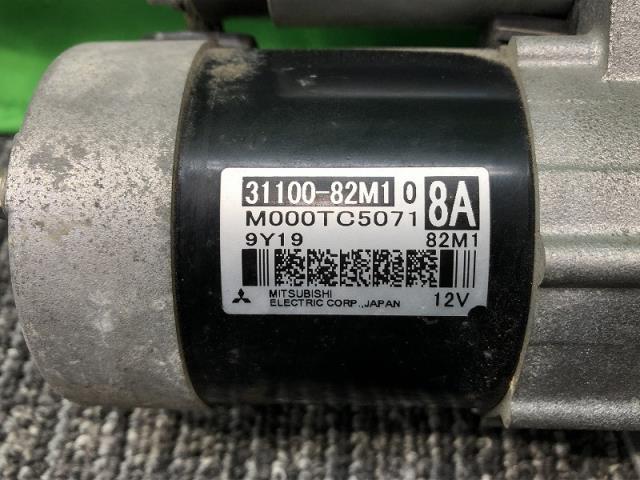 31100-82M1 0 8A
M000TC5071
9Y19 82M1
MITSUBISHI
ELECTRIC CORP.,JAPAN 12V